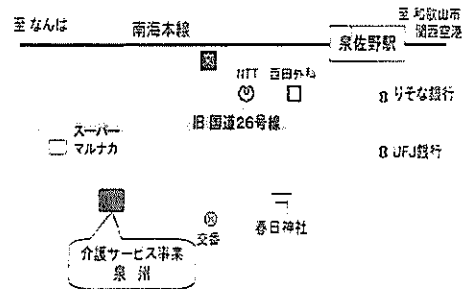 至 なんば
南海本線
至 和歌山市
関西空港
泉佐野駅
NTT
旧国道26号線
りそな銀行
スーパー
マルナカ
UFJ銀行
交番
春日神社
介護サービス事業
泉 州